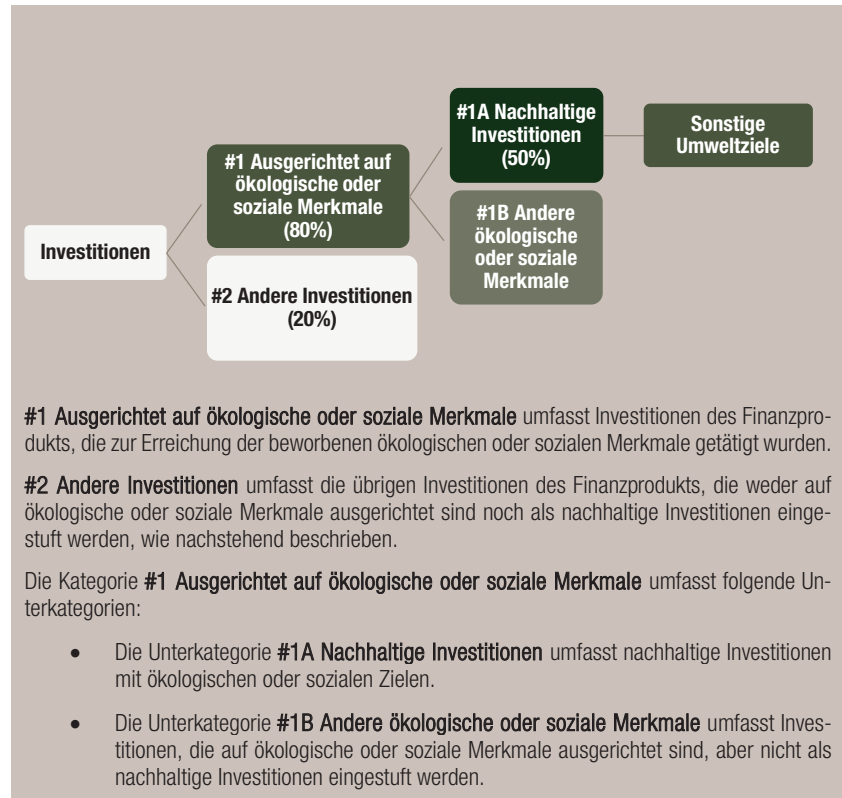 #1A Nachhaltige
Investitionen
(50%)
Sonstige
Umweltziele
#1 Ausgerichtet auf
ökologische oder
soziale Merkmale
(80%)
#1B Andere
ökologische
oder soziale
Merkmale
Investitionen
#2 Andere Investitionen
(20%)
#1 Ausgerichtet auf ökologische oder soziale Merkmale umfasst Investitionen des Finanzpro-
dukts, die zur Erreichung der beworbenen ökologischen oder sozialen Merkmale getätigt wurden.
#2 Andere Investitionen umfasst die übrigen Investitionen des Finanzprodukts, die weder auf
ökologische oder soziale Merkmale ausgerichtet sind noch als nachhaltige Investitionen einge-
stuft werden, wie nachstehend beschrieben.
Die Kategorie #1 Ausgerichtet auf ökologische oder soziale Merkmale umfasst folgende Un-
terkategorien:
• Die Unterkategorie #1A Nachhaltige Investitionen umfasst nachhaltige Investitionen
mit ökologischen oder sozialen Zielen.
• Die Unterkategorie #1B Andere ökologische oder soziale Merkmale umfasst Inves-
titionen, die auf ökologische oder soziale Merkmale ausgerichtet sind, aber nicht als
nachhaltige Investitionen eingestuft werden.